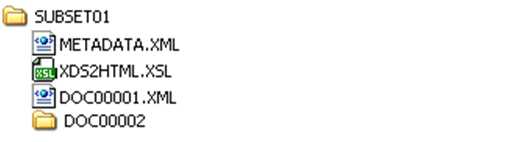 SUBSET01
METADATA.XML
XSL XDS2HTML.XSL
DOC00001.XML
DOC00002